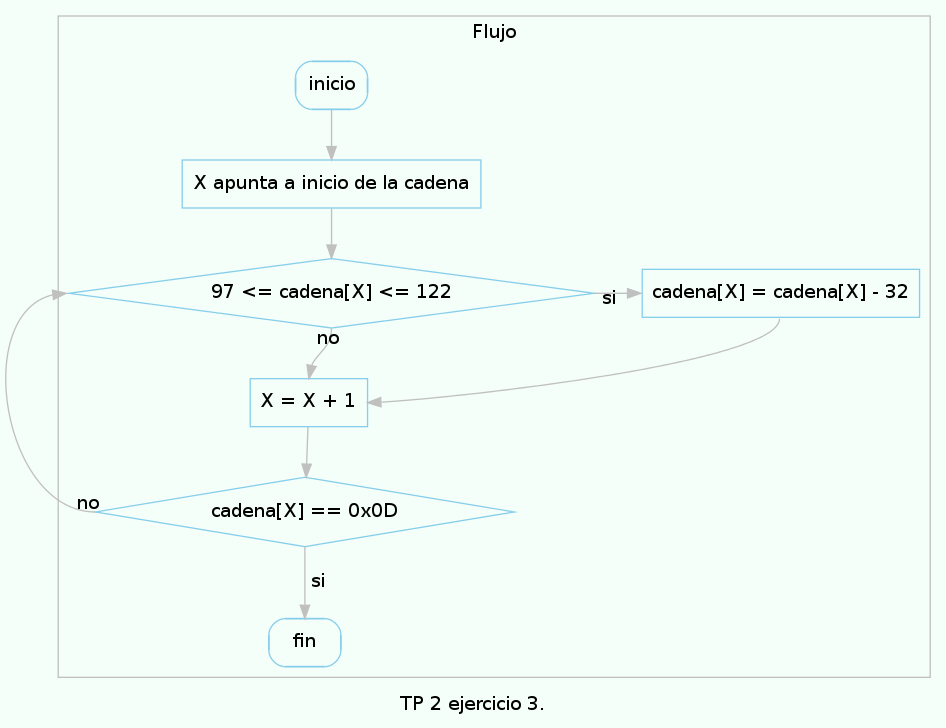 Flujo
inicio
X apunta a inicio de la cadena
97 <= cadena[X] <= 122
si
cadena[X] = cadena[X] - 32
no
X = X + 1
no
cadena[X] == 0x0D
si
fin
TP 2 ejercicio 3.